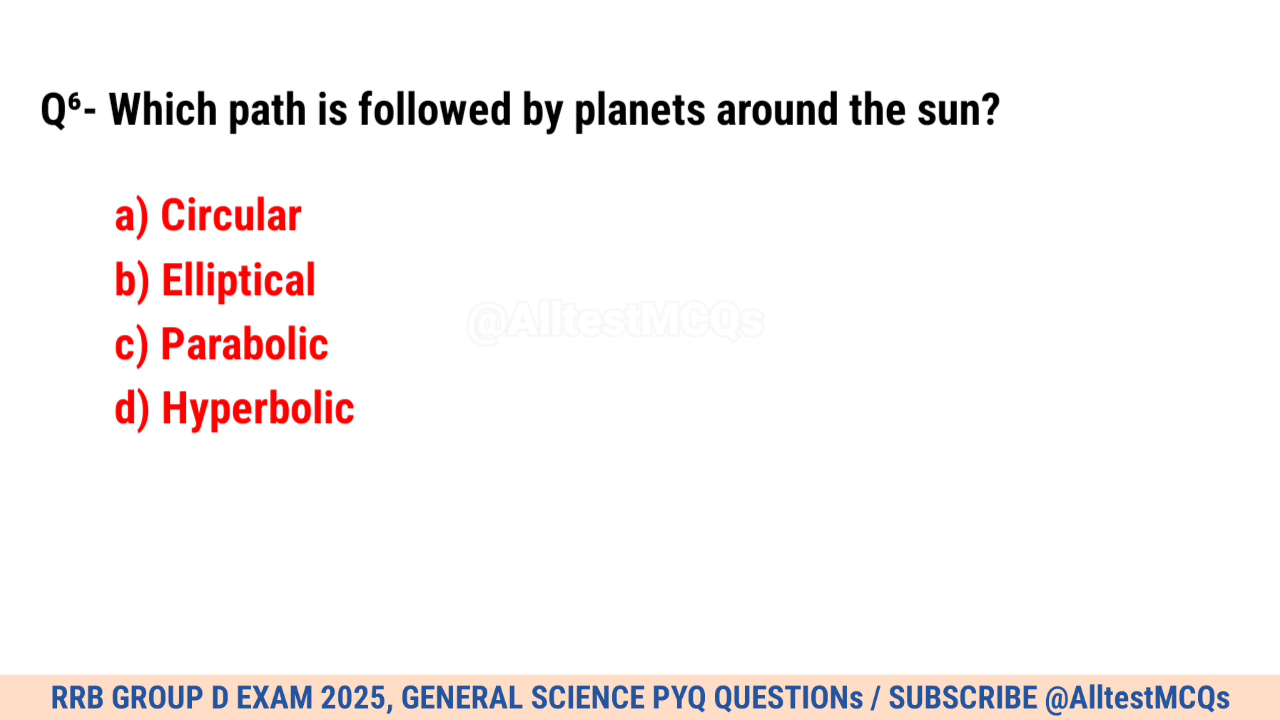 Q⁶- Which path is followed by planets around the sun?
a) Circular
b) Elliptical
@AlltestMCQs
c) Parabolic
d) Hyperbolic
RRB GROUP D EXAM 2025, GENERAL SCIENCE PYQ QUESTIONs / SUBSCRIBE @AlltestMCQs